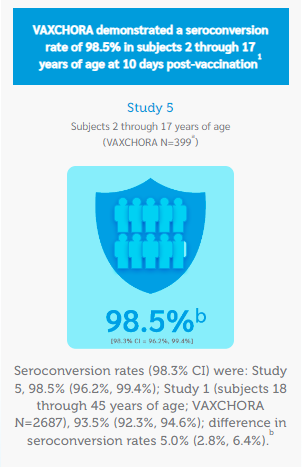 VAXCHORA demonstrated a seroconversion
rate of 98.5% in subjects 2 through 17
years of age at 10 days post-vaccination1
Study 5
Subjects 2 through 17 years of age
(VAXCHORA N=399*)
98.5%b
[98.3% CI = 96.2%, 99.4%]
Seroconversion rates (98.3% CI) were: Study
5, 98.5% (96.2%, 99.4%); Study 1 (subjects 18
through 45 years of age; VAXCHORA
N=2687), 93.5% (92.3%, 94.6%); difference in
seroconversion rates 5.0% (2.8%, 6.4%).b